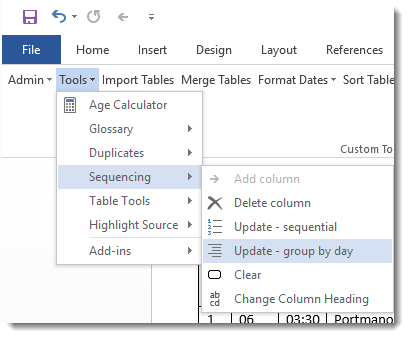 File Home Insert Design Layout References
Admin Tools Import Tables Merge Tables Format Dates Sort Table
Age Calculator
Glossary
Duplicates
Custom To
Sequencing
Add column
Delete column
Table Tools
Update - sequential
Highlight Source
Update - group by day
Add-ins
Clear
ab
cd
Change Column Heading
1 06 03:30 Portmano